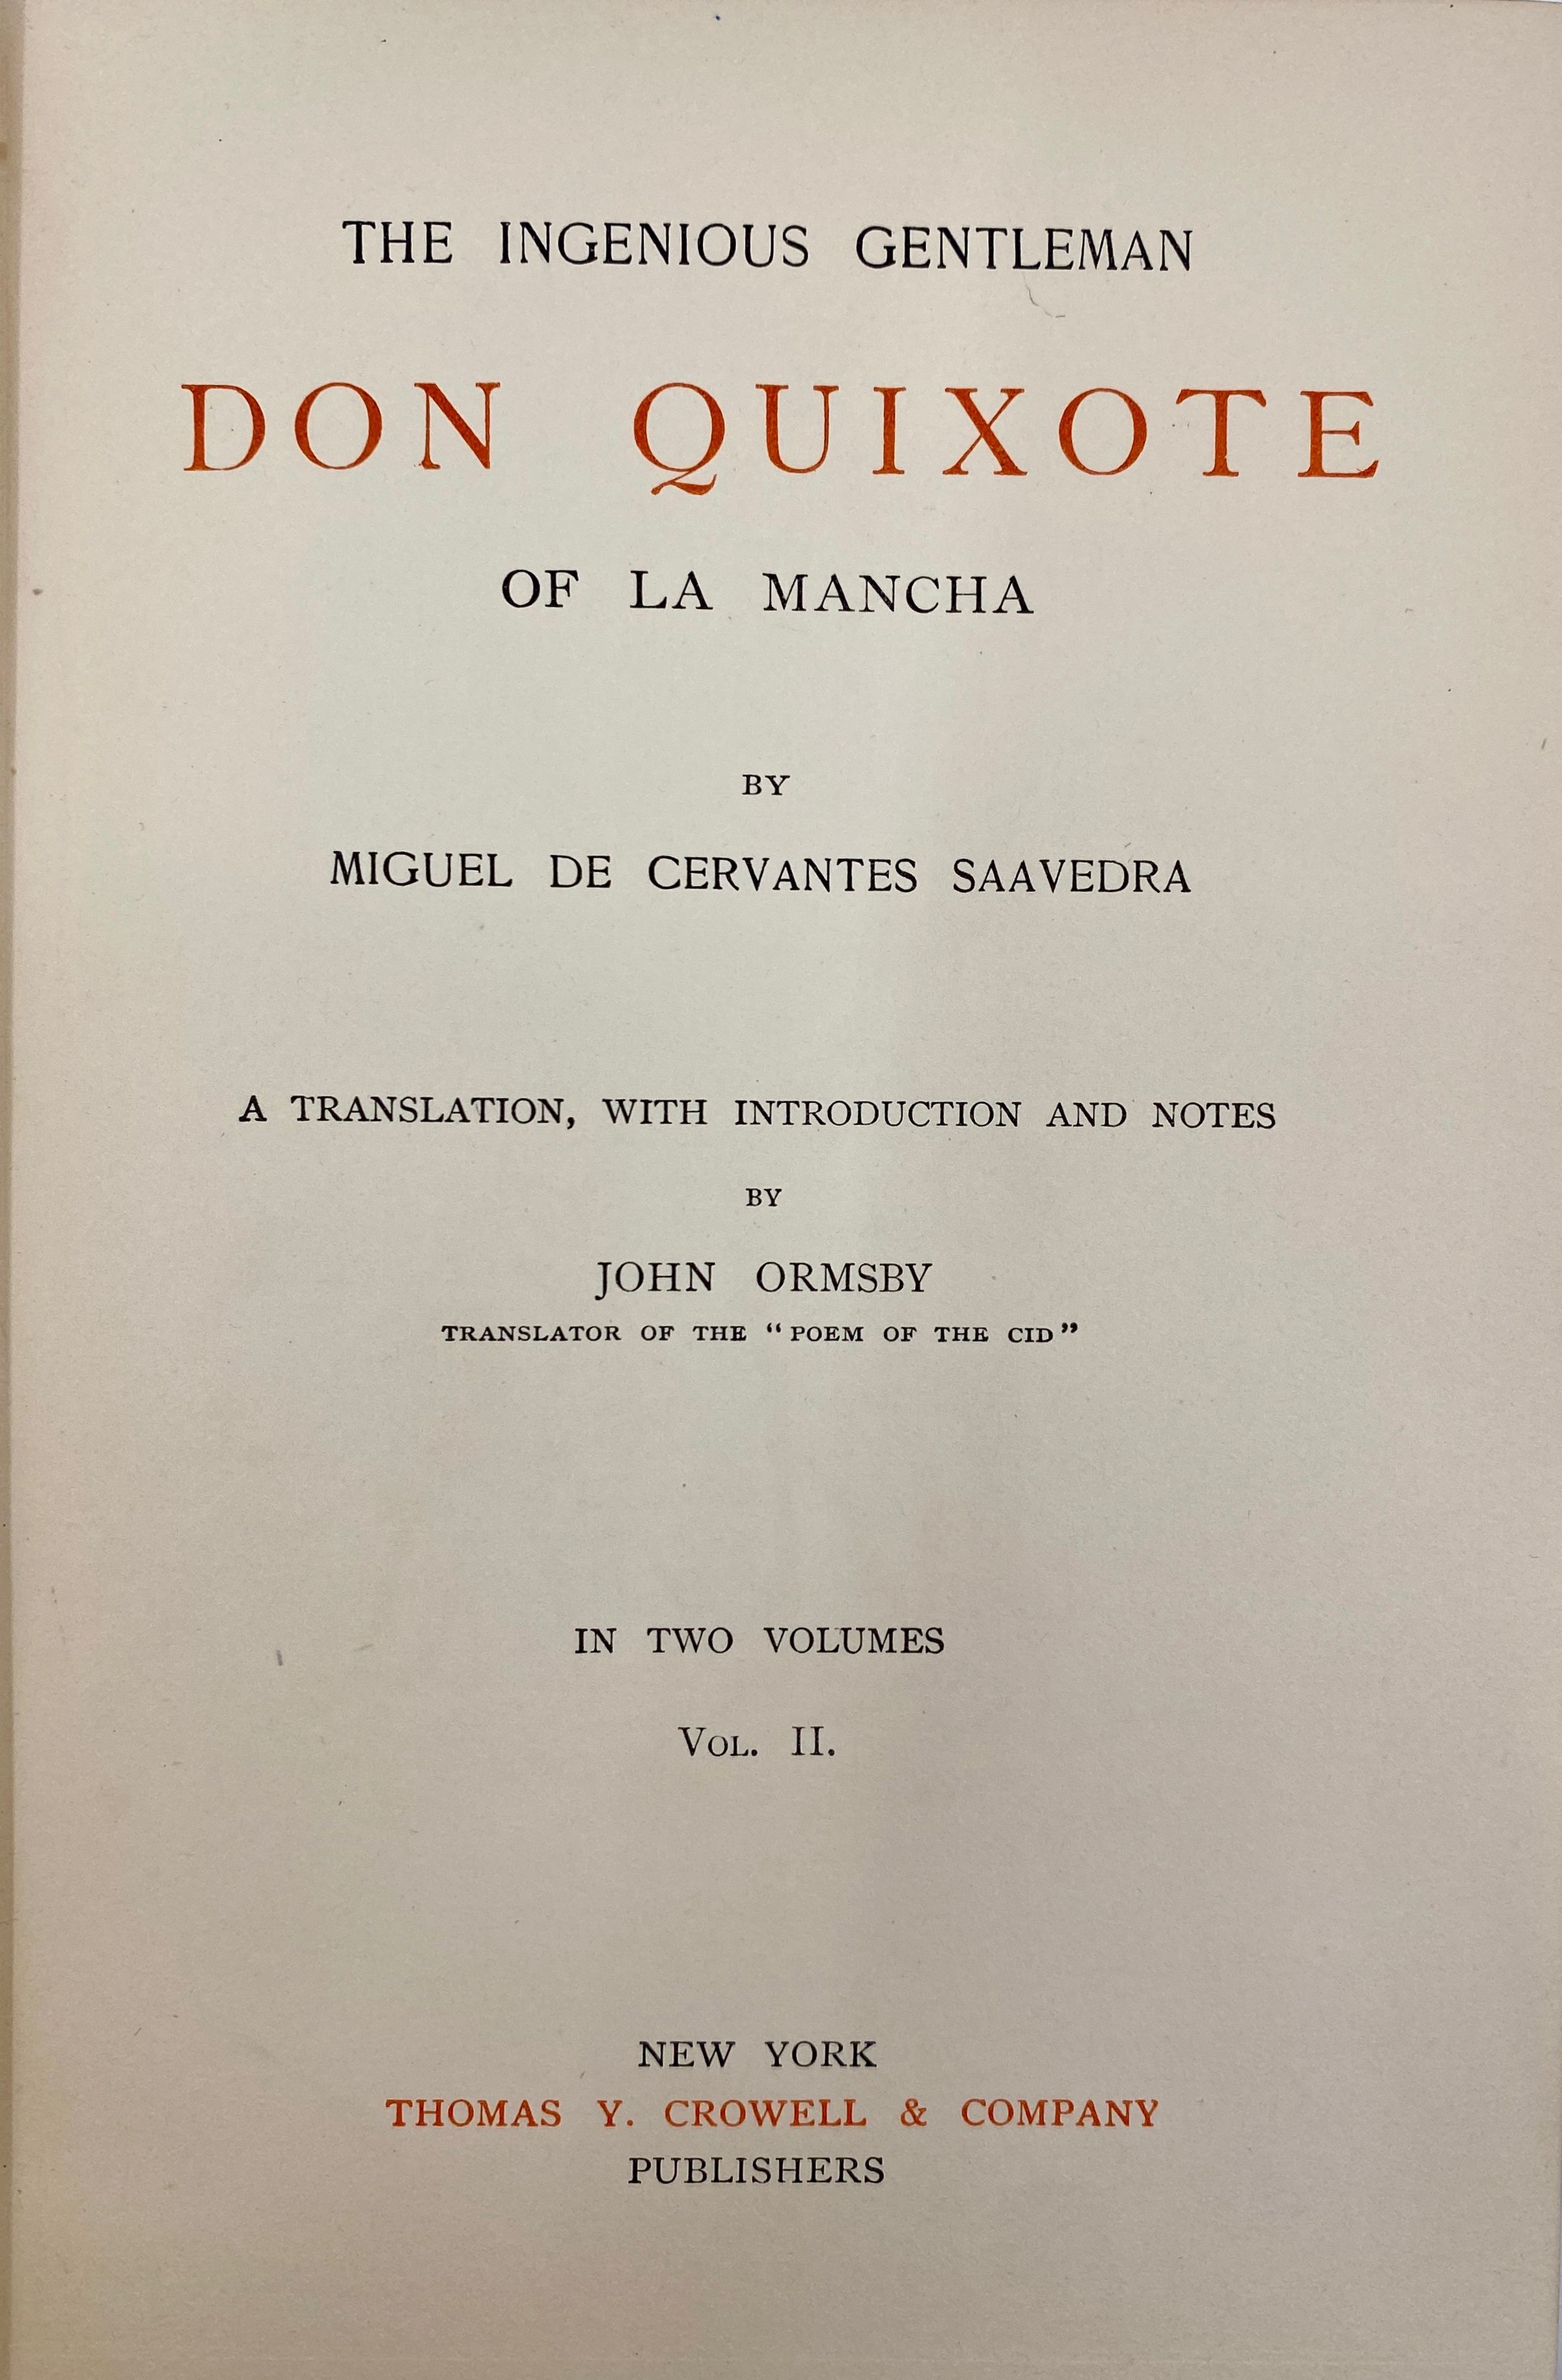 THE INGENIOUS GENTLEMAN
DON QUIXOTE
OF LA MANCHA
BY
MIGUEL DE CERVANTES SAAVEDRA
A TRANSLATION, WITH INTRODUCTION AND NOTES
BY
JOHN ORMSBY
TRANSLATOR OF THE “POEM OF THE CID”
IN TWO VOLUMES
VOL. II.
NEW YORK
THOMAS Y. CROWELL & COMPANY
PUBLISHERS